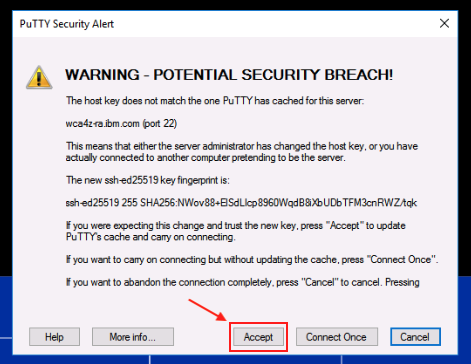 PuTTY Security Alert
WARNING - POTENTIAL SECURITY BREACH!
The host key does not match the one PuTTY has cached for this server:
wca4z-ra.ibm.com (port 22)
This means that either the server administrator has changed the host key, or you have
actually connected to another computer pretending to be the server.
The new ssh-ed25519 key fingerprint is:
ssh-ed25519 255 SHA256:NWov88+ElSdLlcp8960WqdB8iXbUDbTFM3cnRWZ/tqk
If you were expecting this change and trust the new key, press "Accept" to update
PuTTY's cache and carry on connecting.
If you want to carry on connecting but without updating the cache, press "Connect Once".
If you want to abandon the connection completely, press "Cancel" to cancel. Pressing
Help More info... Accept Connect Once Cancel